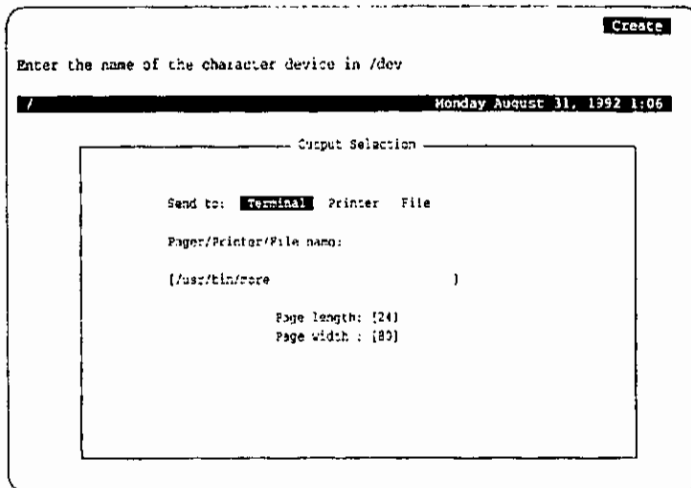 Create
Enter the name of the character device in /dev
/ Monday August 31, 1992 1:06
Output Selection
Send to: Terminal Printer File
Pager/Printer/File name:
[/usr/bin/more ]
Page length: [24]
Page width : [80]